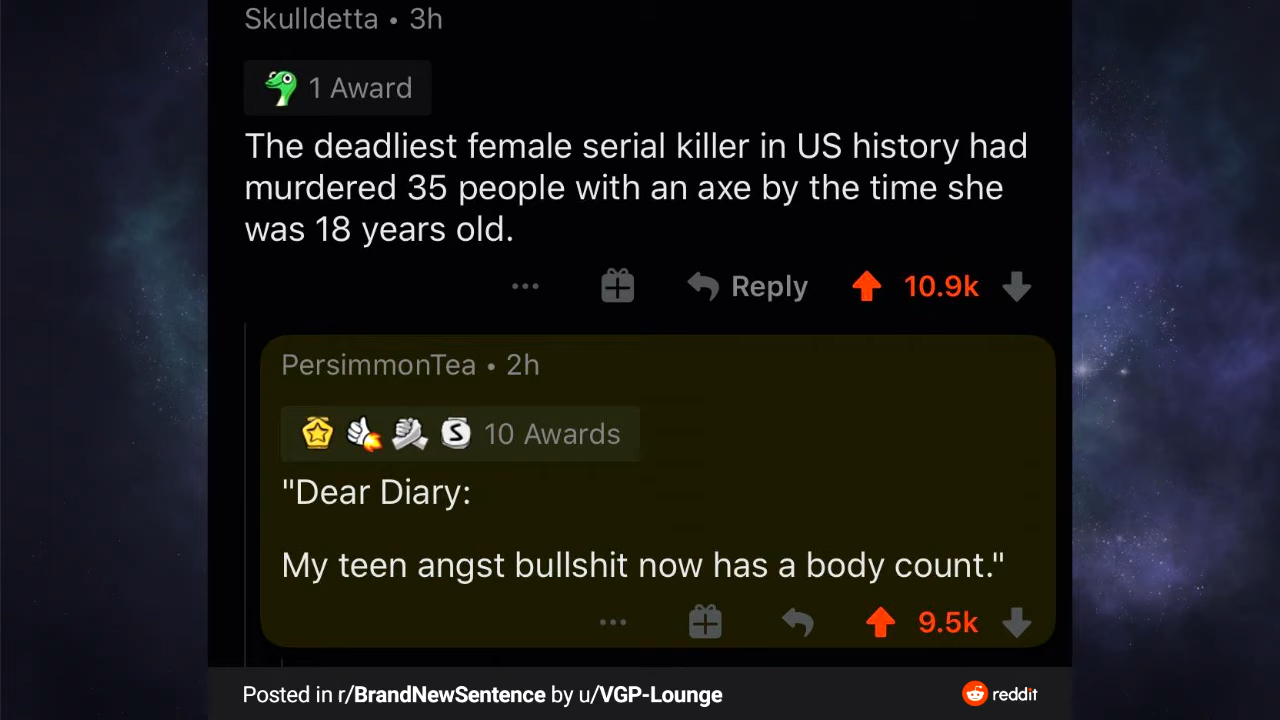 Skulldetta • 3h
1 Award
The deadliest female serial killer in US history had
murdered 35 people with an axe by the time she
was 18 years old.
Reply 10.9k
PersimmonTea • 2h
S 10 Awards
"Dear Diary:
My teen angst bullshit now has a body count."
9.5k
Posted in r/BrandNewSentence by u/VGP-Lounge reddit